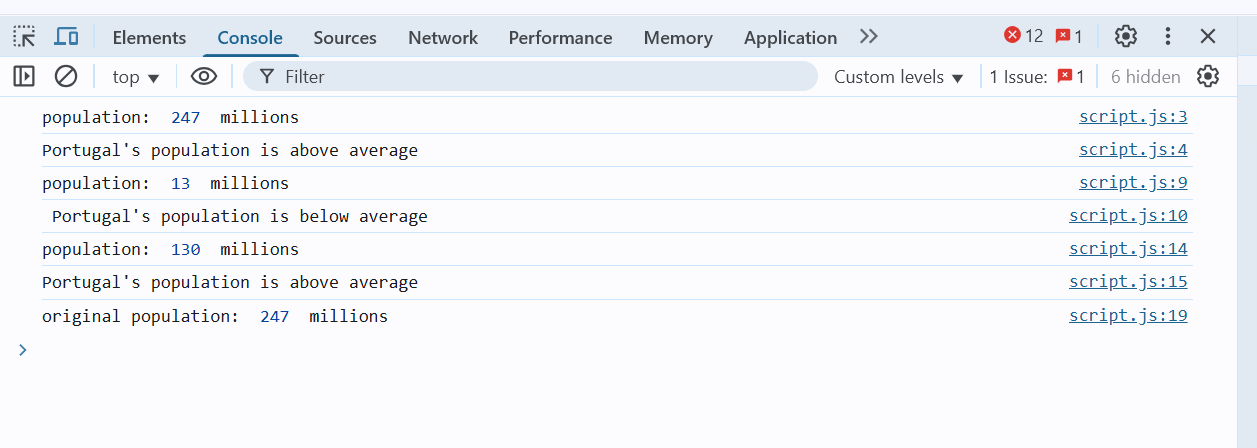 Elements Console Sources Network Performance Memory Application 12 1
top Filter Custom levels 1 Issue: 1 6 hidden
population:  247  millions script.js:3
Portugal's population is above average script.js:4
population:  13  millions script.js:9
 Portugal's population is below average script.js:10
population:  130  millions script.js:14
Portugal's population is above average script.js:15
original population:  247  millions script.js:19